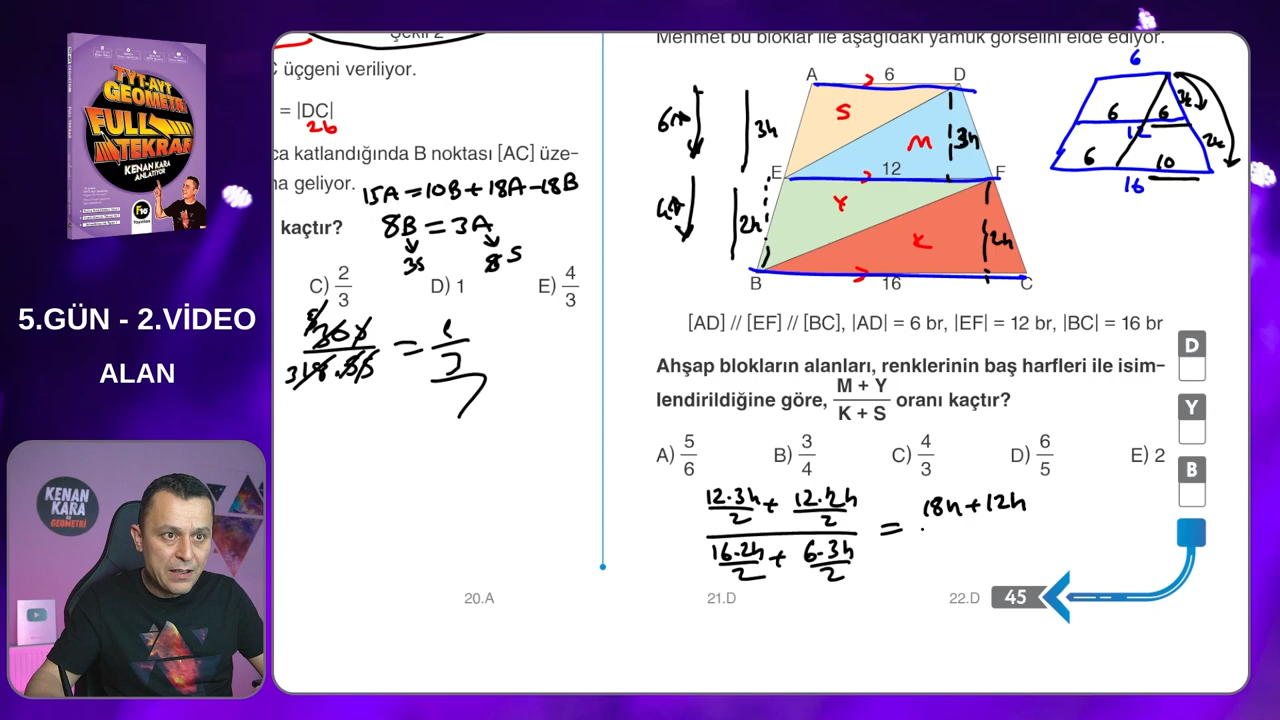 TYT-AYT
GEOMETRİ
FULL
TEKRAR
KENAN KARA
ANLATIYOR
5.GÜN - 2.VİDEO
ALAN
KENAN
KARA
GEOMETRİ
Şekil 2
C üçgeni veriliyor.
= |DC|
26
ca katlandığında B noktası [AC] üze-
na geliyor.
15A = 10B + 18A - 18B
8B = 3A
3S 8S
kaçtır?
C) 2/3 D) 1 E) 4/3
20.A
Mehmet bu bloklar ile aşağıdaki yamuk görselini elde ediyor.
A 6 D
S
M
3h
3h
E 12 F
Y
K
2h
2h
B 16 C
6
6 6
12
6 10
16
[AD] // [EF] // [BC], |AD| = 6 br, |EF| = 12 br, |BC| = 16 br
Ahşap blokların alanları, renklerinin baş harfleri ile isim-
lendirildiğine göre, M + Y / K + S oranı kaçtır?
A) 5/6 B) 3/4 C) 4/3 D) 6/5 E) 2
12.3h/2 + 12.2h/2 = 18h + 12h
16.2h/2 + 6.3h/2
21.D
22.D
45
D
Y
B